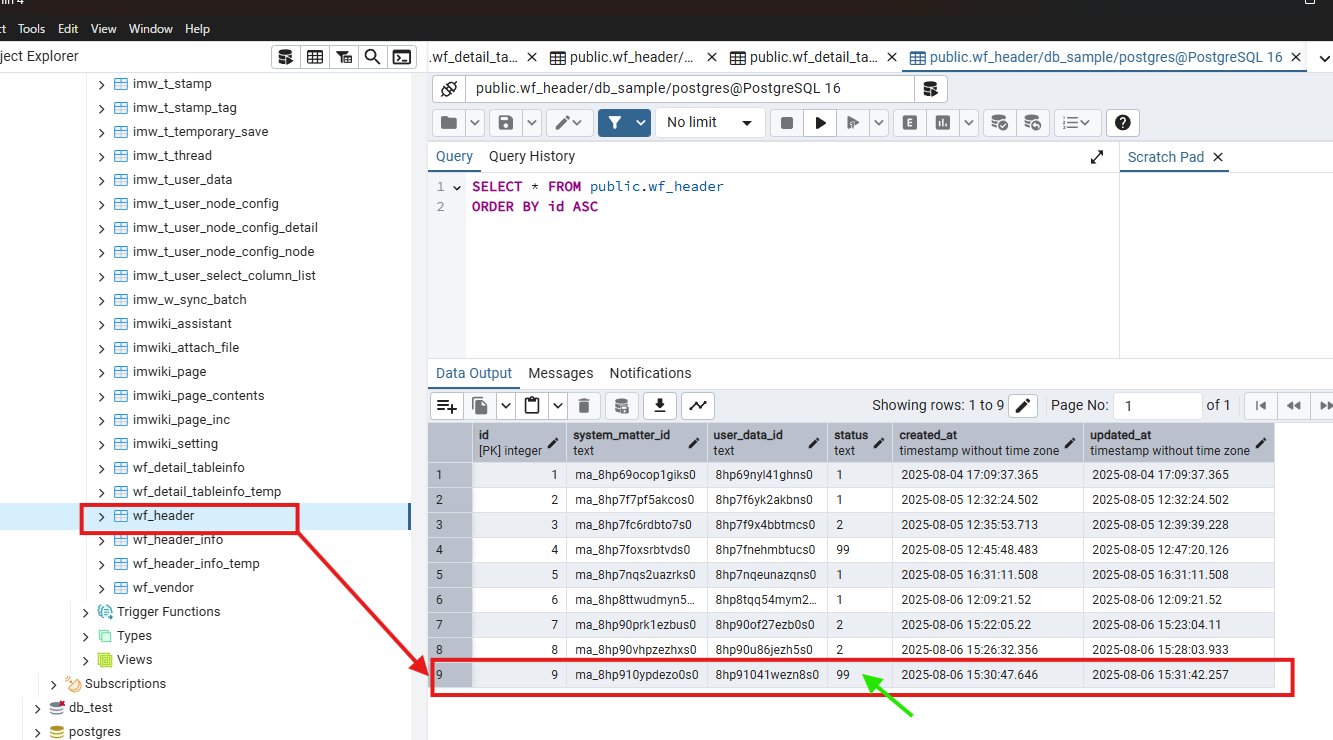 Tools Edit View Window Help
ject Explorer
.wf_detail_ta... public.wf_header/... public.wf_detail_ta... public.wf_header/db_sample/postgres@PostgreSQL 16
public.wf_header/db_sample/postgres@PostgreSQL 16
No limit
E
Query Query History
Scratch Pad
1 SELECT * FROM public.wf_header
2 ORDER BY id ASC
imw_t_stamp
imw_t_stamp_tag
imw_t_temporary_save
imw_t_thread
imw_t_user_data
imw_t_user_node_config
imw_t_user_node_config_detail
imw_t_user_node_config_node
imw_t_user_select_column_list
imw_w_sync_batch
imwiki_assistant
imwiki_attach_file
imwiki_page
imwiki_page_contents
imwiki_page_inc
imwiki_setting
wf_detail_tableinfo
wf_detail_tableinfo_temp
wf_header
wf_header_info
wf_header_info_temp
wf_vendor
Trigger Functions
Types
Views
Subscriptions
db_test
postgres
Data Output Messages Notifications
Showing rows: 1 to 9 Page No: 1 of 1
id system_matter_id user_data_id status created_at updated_at
[PK] integer text text text timestamp without time zone timestamp without time zone
1 1 ma_8hp69ocop1giks0 8hp69nyl41ghns0 1 2025-08-04 17:09:37.365 2025-08-04 17:09:37.365
2 2 ma_8hp7f7pf5akcos0 8hp7f6yk2akbns0 1 2025-08-05 12:32:24.502 2025-08-05 12:32:24.502
3 3 ma_8hp7fc6rdbto7s0 8hp7f9x4bbtmcs0 2 2025-08-05 12:35:53.713 2025-08-05 12:39:39.228
4 4 ma_8hp7foxsrbtvds0 8hp7fnehmbtucs0 99 2025-08-05 12:45:48.483 2025-08-05 12:47:20.126
5 5 ma_8hp7nqs2uazrks0 8hp7nqeunazqns0 1 2025-08-05 16:31:11.508 2025-08-05 16:31:11.508
6 6 ma_8hp8ttwudmyn5... 8hp8tqq54mym2... 1 2025-08-06 12:09:21.52 2025-08-06 12:09:21.52
7 7 ma_8hp90prk1ezbus0 8hp90of27ezb0s0 2 2025-08-06 15:22:05.22 2025-08-06 15:23:04.11
8 8 ma_8hp90vhpzezhxs0 8hp90u86jezh5s0 2 2025-08-06 15:26:32.356 2025-08-06 15:28:03.933
9 9 ma_8hp910ypdezo0s0 8hp91041wezn8s0 99 2025-08-06 15:30:47.646 2025-08-06 15:31:42.257